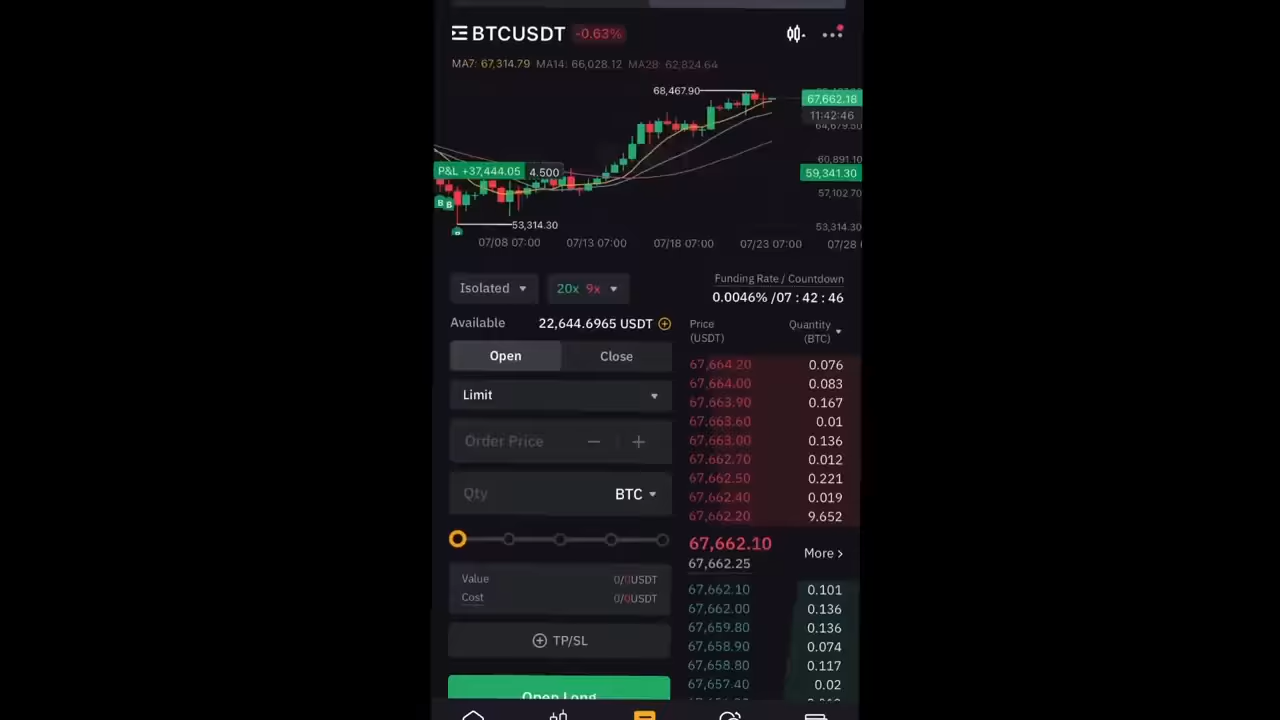 BTCUSDT -0.63%
MA7: 67,314.79 MA14: 66,028.12 MA28: 62,824.64
68,467.90
67,662.18
11:42:46
64,679.50
60,891.10
P&L +37,444.05 4.500
59,341.30
57,102.70
B B
53,314.30
53,314.30
07/08 07:00 07/13 07:00 07/18 07:00 07/23 07:00 07/28
Isolated 20x 9x
Funding Rate / Countdown
0.0046% /07 : 42 : 46
Available 22,644.6965 USDT
Price (USDT) Quantity (BTC)
Open Close
Limit
Order Price
Qty BTC
67,664.20 0.076
67,664.00 0.083
67,663.90 0.167
67,663.60 0.01
67,663.00 0.136
67,662.70 0.012
67,662.50 0.221
67,662.40 0.019
67,662.20 9.652
67,662.10
67,662.25
More >
Value 0/0USDT
Cost 0/0USDT
TP/SL
67,662.10 0.101
67,662.00 0.136
67,659.80 0.136
67,658.90 0.074
67,658.80 0.117
67,657.40 0.02
Open Long